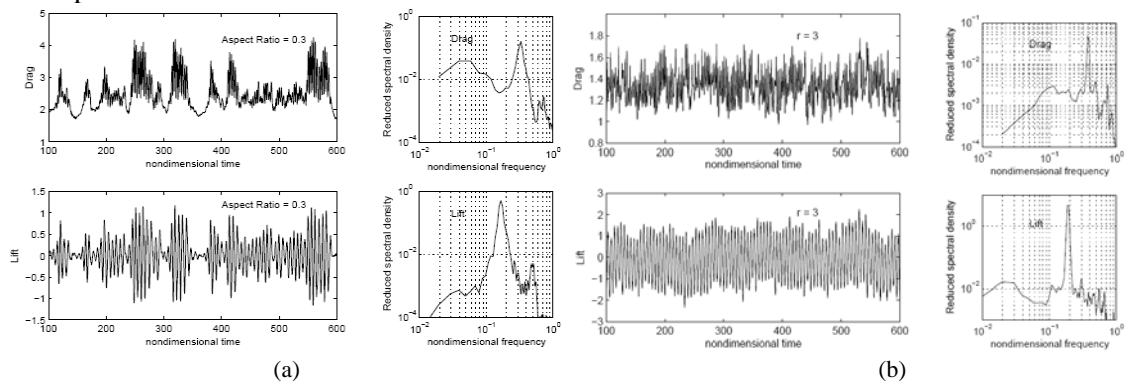 Aspect Ratio = 0.3
Drag
5
4
3
2
1
100 200 300 400 500 600
nondimensional time
Drag
Reduced spectral density
10^0
10^-2
10^-4
10^-2 10^-1 10^0
nondimensional frequency
r = 3
Drag
1.8
1.6
1.4
1.2
1
0.8
100 200 300 400 500 600
nondimensional time
Drag
Reduced spectral density
10^-1
10^-2
10^-3
10^-4
10^-2 10^-1 10^0
nondimensional frequency
Aspect Ratio = 0.3
Lift
1.5
1
0.5
0
−0.5
−1
−1.5
100 200 300 400 500 600
nondimensional time
Lift
Reduced spectral density
10^0
10^-2
10^-4
10^-2 10^-1 10^0
nondimensional frequency
r = 3
Lift
3
2
1
0
−1
−2
−3
100 200 300 400 500 600
nondimensional time
Lift
Reduced spectral density
10^0
10^-2
10^-2 10^-1 10^0
nondimensional frequency
(a)
(b)